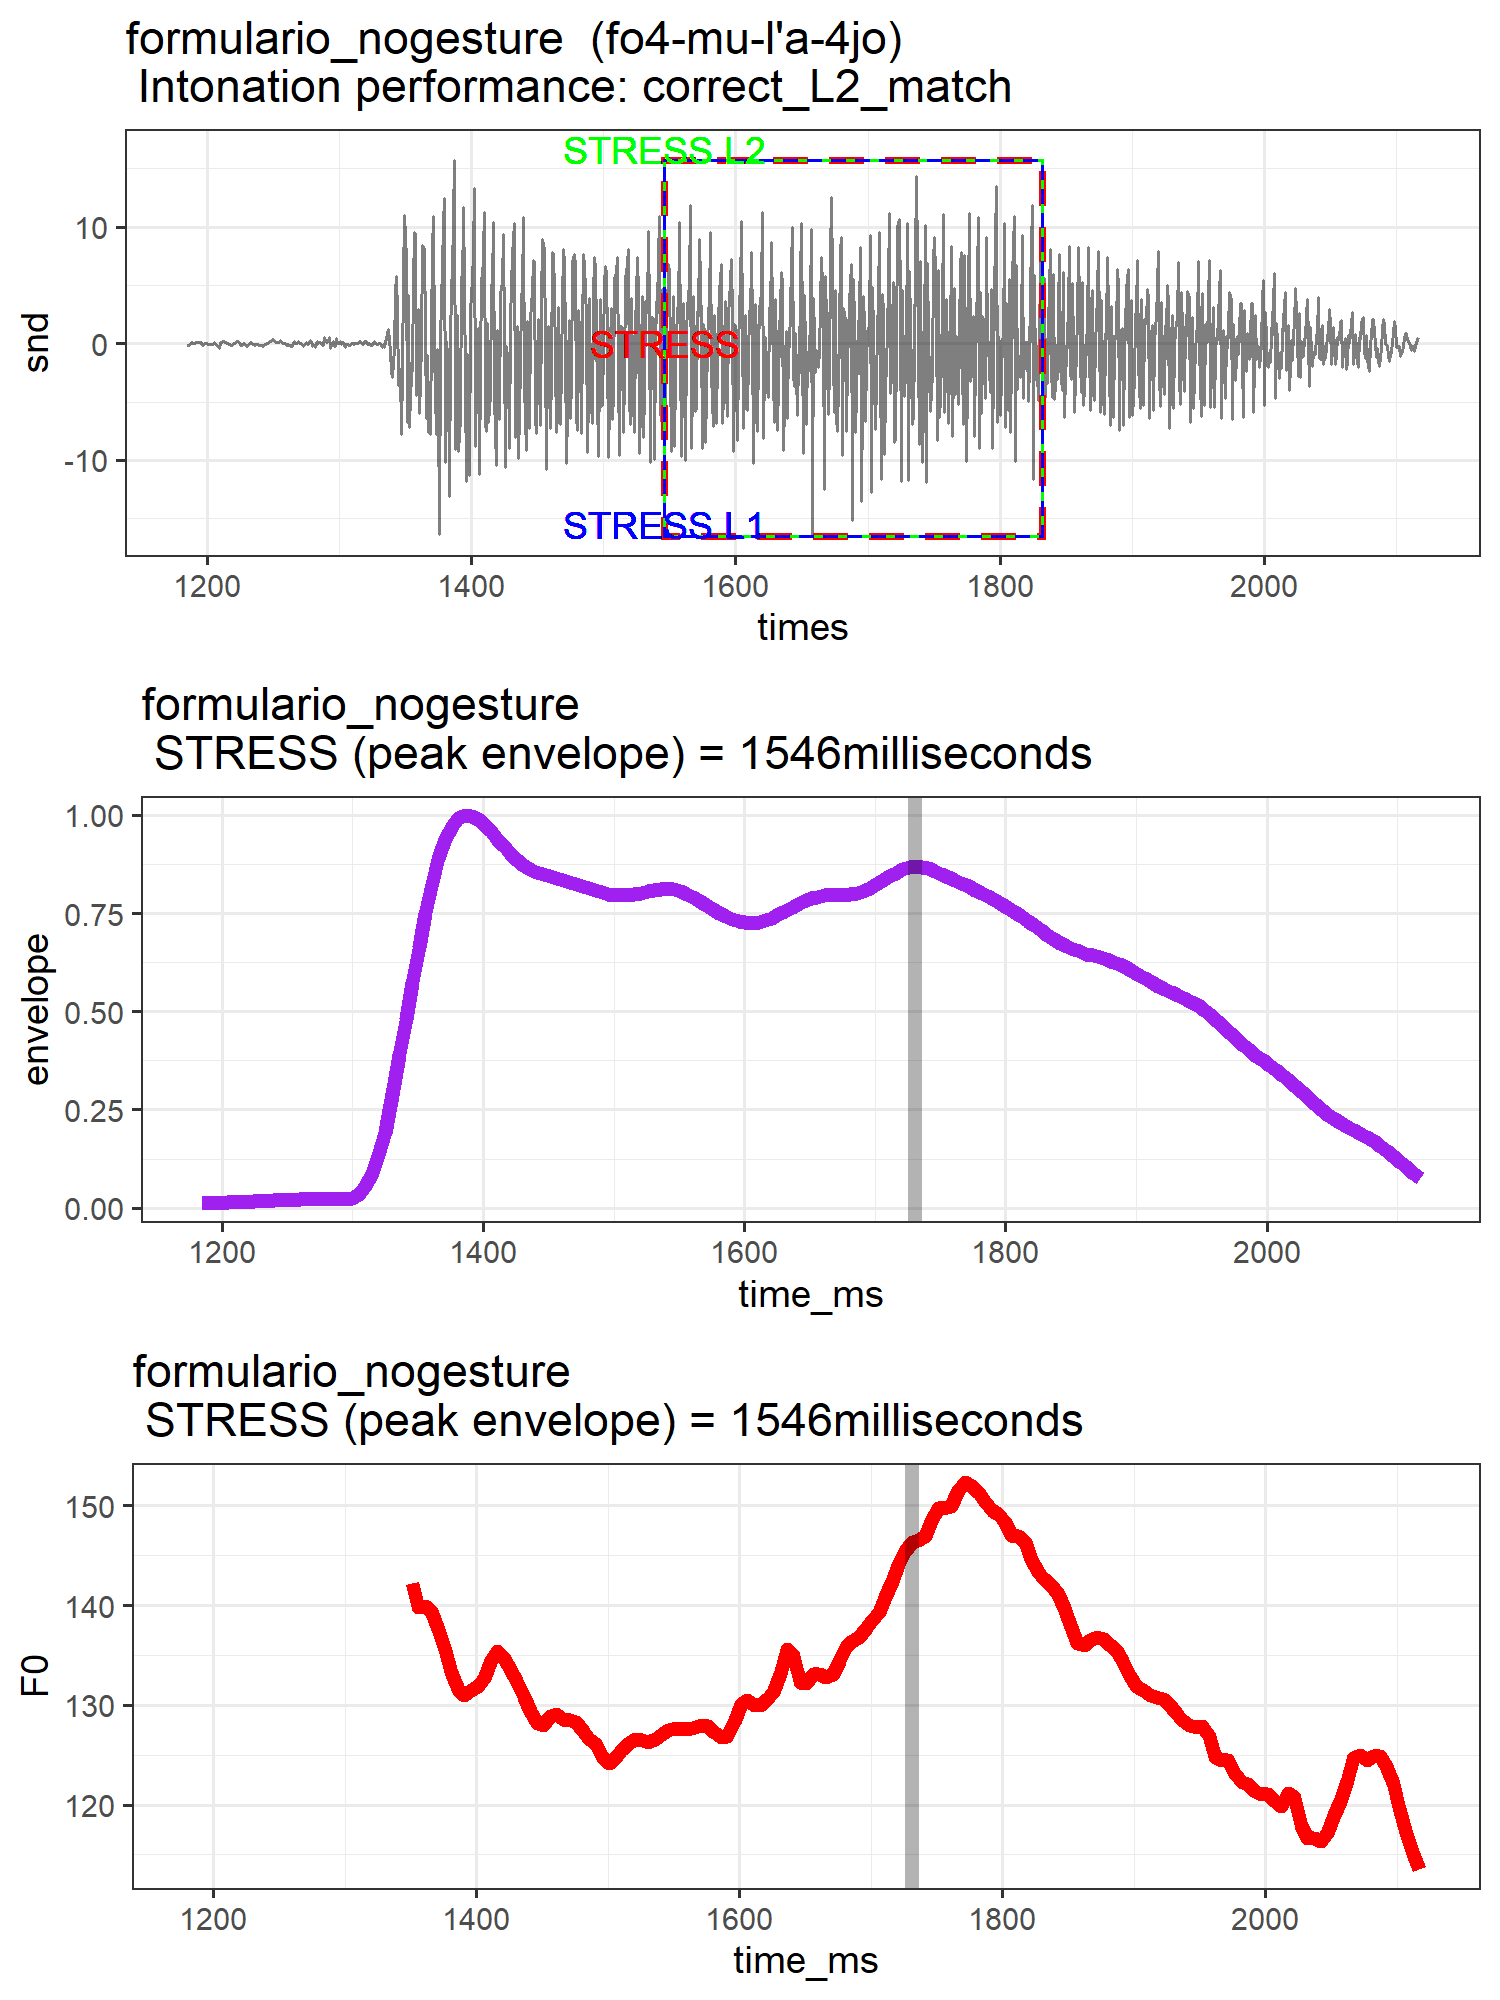 formulario_nogesture  (fo4-mu-l'a-4jo)
Intonation performance: correct_L2_match
STRESS L2
10
STRESS
0
snd
-10
STRESS L1
1200 1400 1600 1800 2000
times
formulario_nogesture
STRESS (peak envelope) = 1546milliseconds
1.00
0.75
envelope
0.50
0.25
0.00
1200 1400 1600 1800 2000
time_ms
formulario_nogesture
STRESS (peak envelope) = 1546milliseconds
150
140
F0
130
120
1200 1400 1600 1800 2000
time_ms